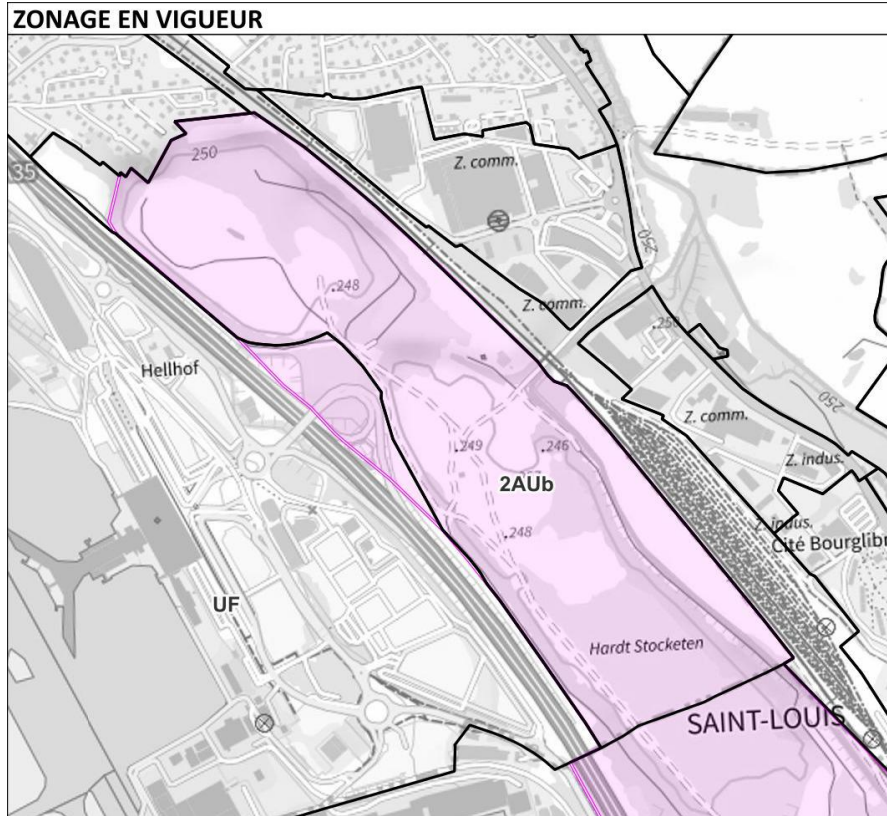 ZONAGE EN VIGUEUR
250
35
Z. comm.
250
.248
Z. comm.
.250
Hellhof
250
Z. comm.
.249
.246
Z. indus.
2AUb
Z. indus.
.248
Cité Bourglibr
UF
Hardt Stocketen
SAINT-LOUIS